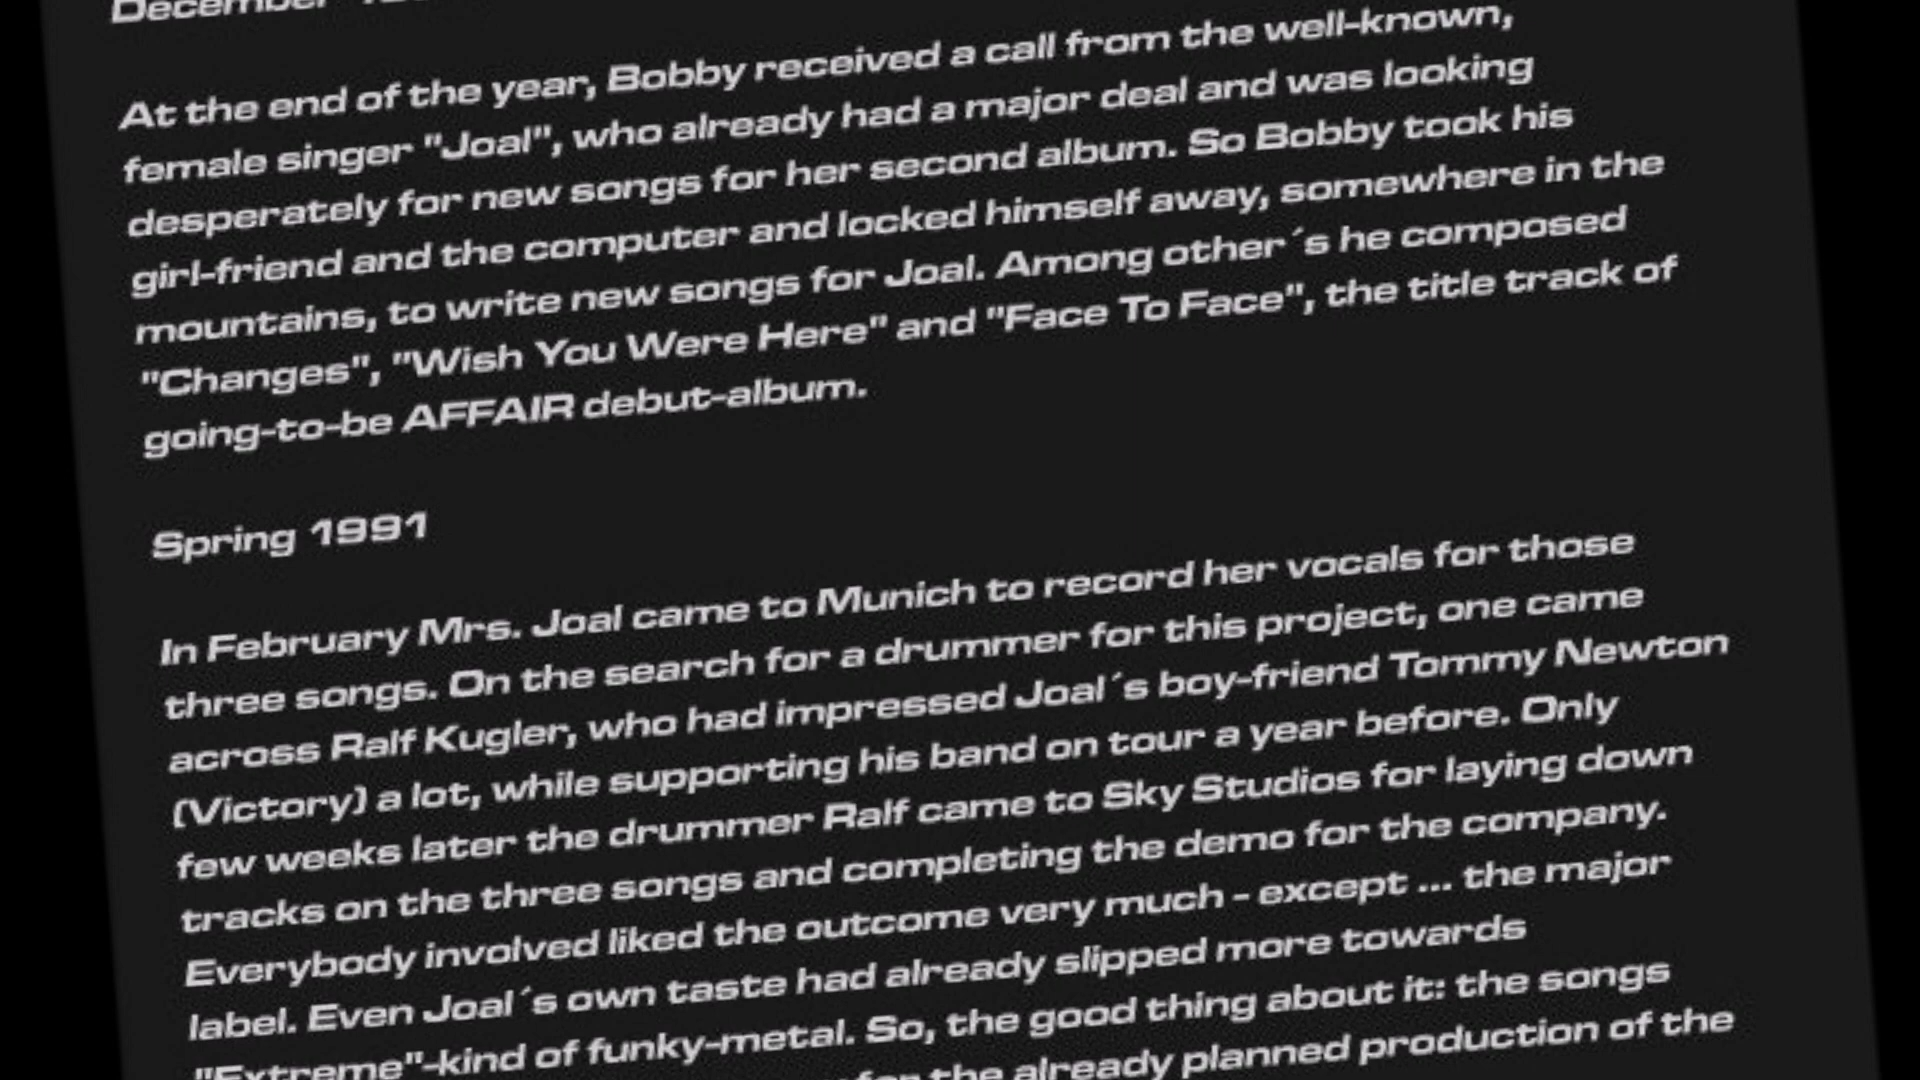 December
At the end of the year, Bobby received a call from the well-known,
female singer "Joal", who already had a major deal and was looking
desperately for new songs for her second album. So Bobby took his
girl-friend and the computer and locked himself away, somewhere in the
mountains, to write new songs for Joal. Among other´s he composed
"Changes", "Wish You Were Here" and "Face To Face", the title track of
going-to-be AFFAIR debut-album.
Spring 1991
In February Mrs. Joal came to Munich to record her vocals for those
three songs. On the search for a drummer for this project, one came
across Ralf Kugler, who had impressed Joal´s boy-friend Tommy Newton
(Victory) a lot, while supporting his band on tour a year before. Only
few weeks later the drummer Ralf came to Sky Studios for laying down
tracks on the three songs and completing the demo for the company.
Everybody involved liked the outcome very much - except ... the major
label. Even Joal´s own taste had already slipped more towards
"Extreme"-kind of funky-metal. So, the good thing about it: the songs
for the already planned production of the